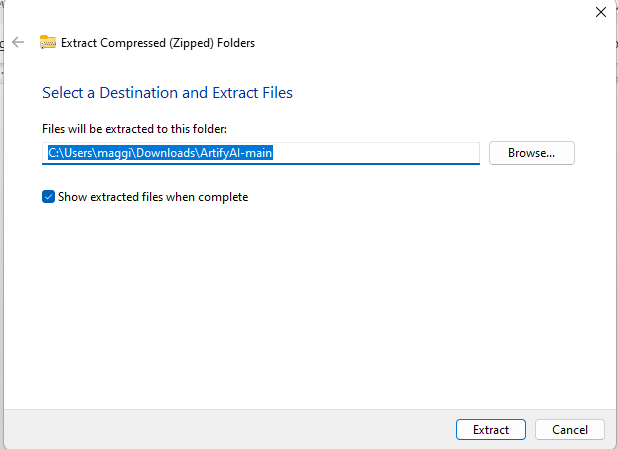 Extract Compressed (Zipped) Folders
Select a Destination and Extract Files
Files will be extracted to this folder:
C:\Users\maggi\Downloads\ArtifyAI-main
Browse...
Show extracted files when complete
Extract
Cancel